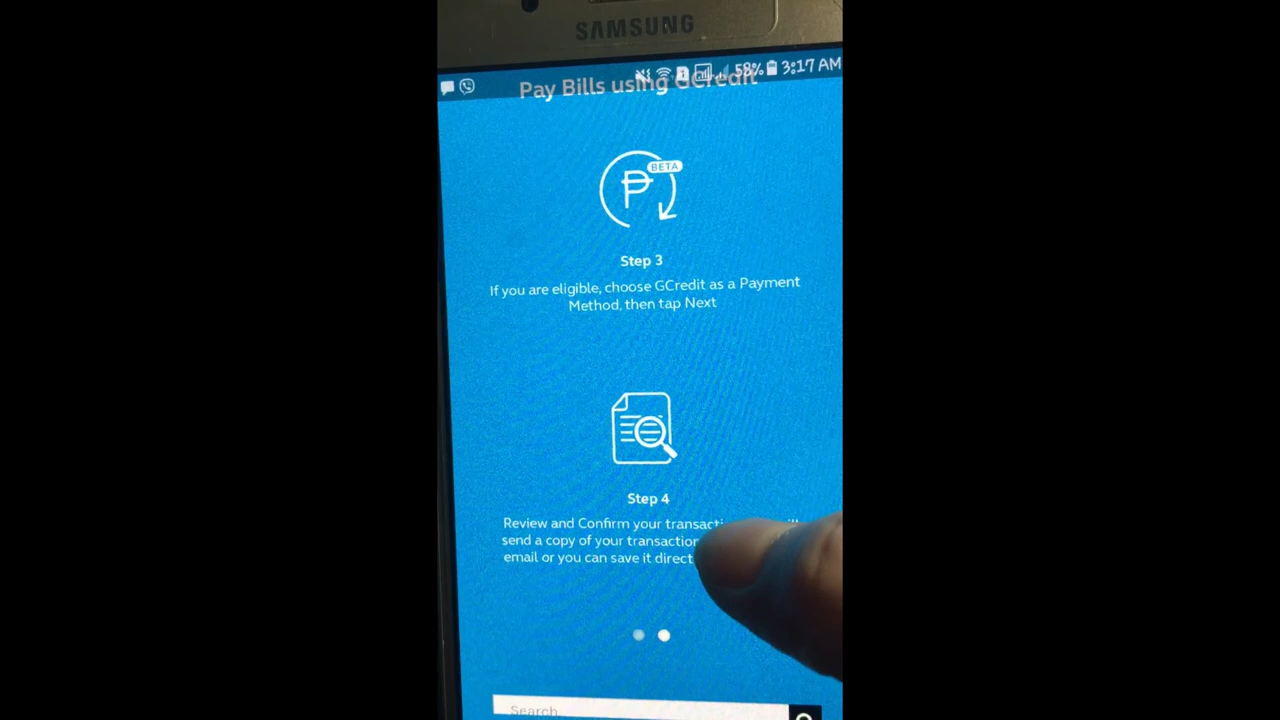 SAMSUNG
58% 3:17 AM
Pay Bills using GCredit
BETA
Step 3
If you are eligible, choose GCredit as a Payment
Method, then tap Next
Step 4
Review and Confirm your
send a copy of your transaction
email or you can save it
Search